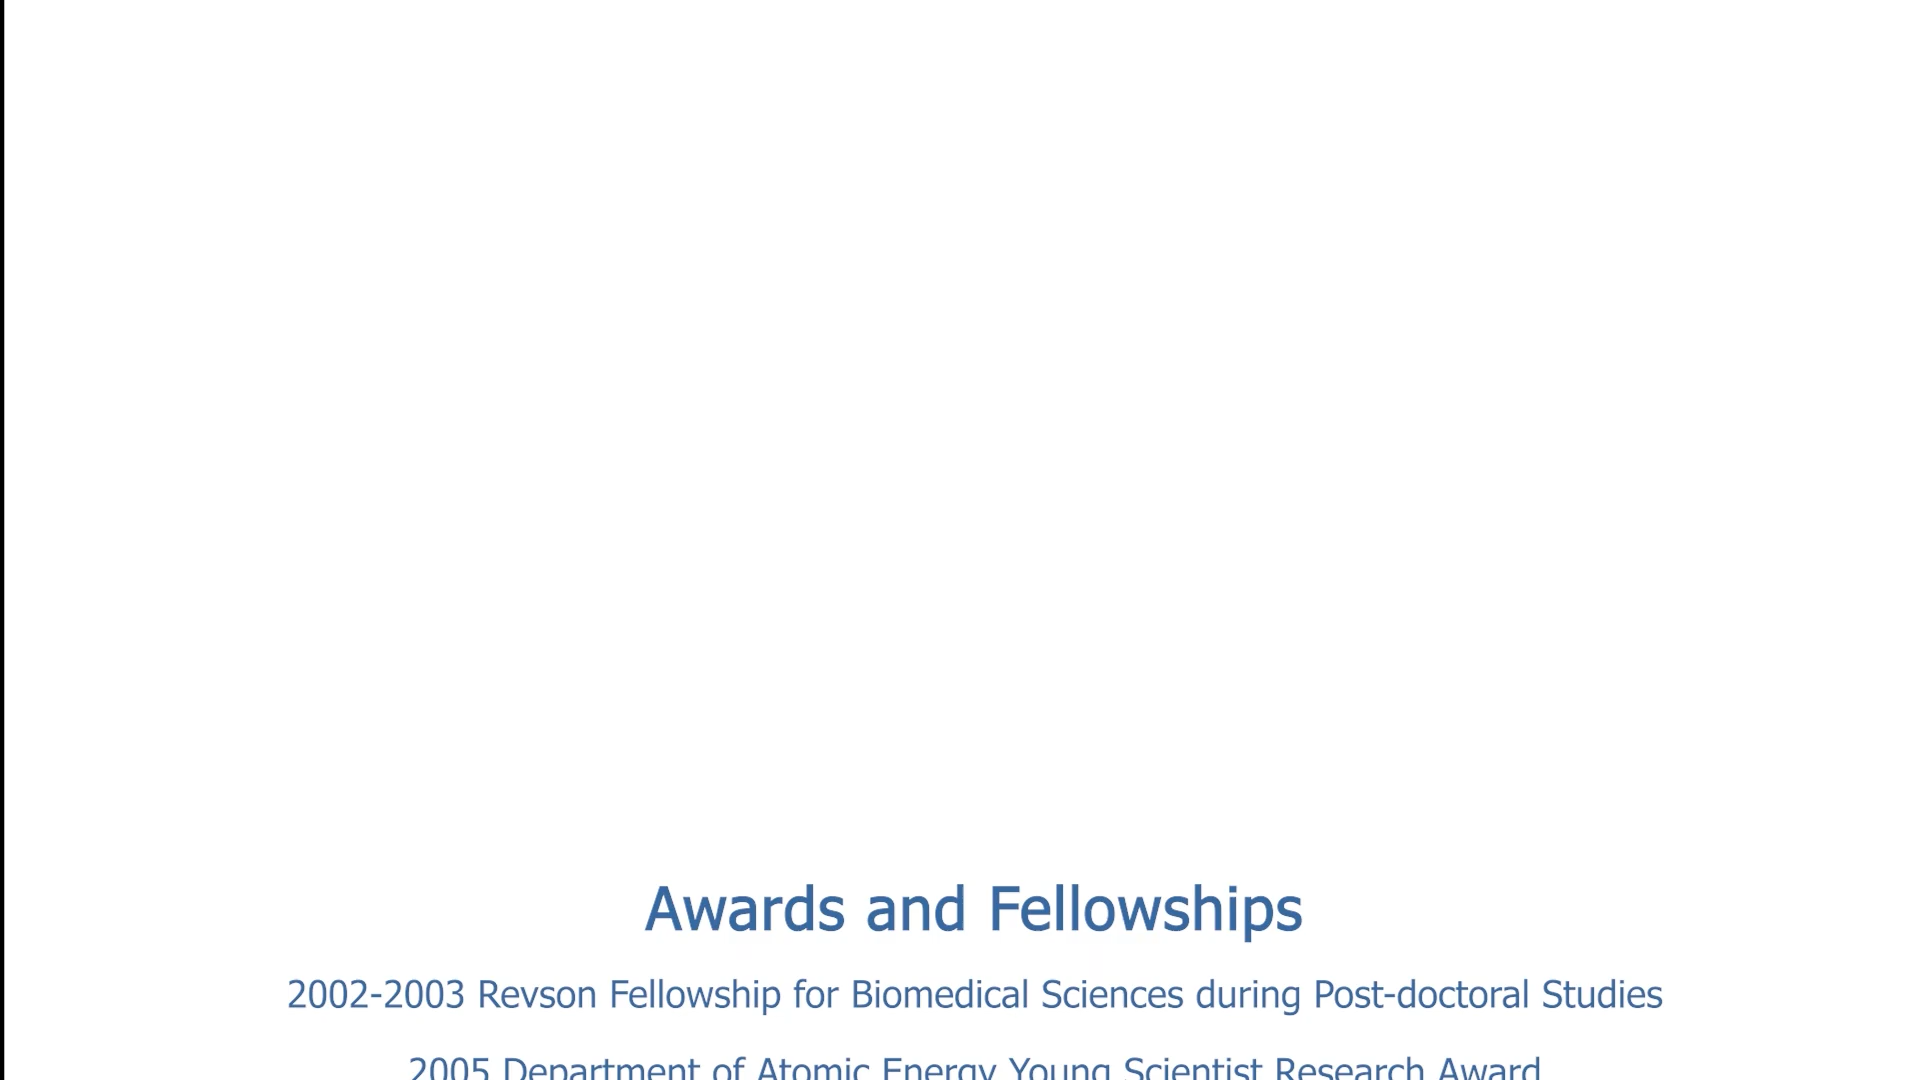 Awards and Fellowships
2002-2003 Revson Fellowship for Biomedical Sciences during Post-doctoral Studies
2005 Department of Atomic Energy Young Scientist Research Award